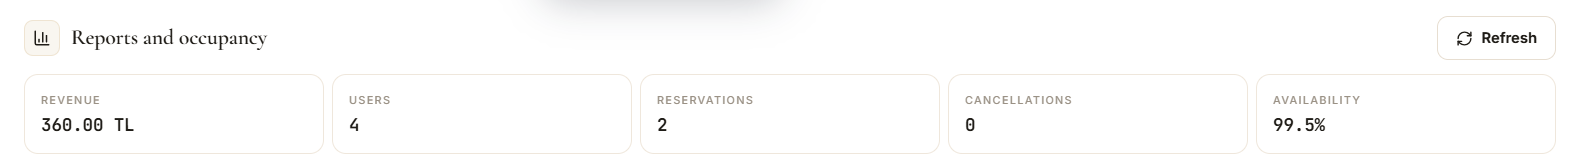 Reports and occupancy
Refresh
REVENUE
360.00 TL
USERS
4
RESERVATIONS
2
CANCELLATIONS
0
AVAILABILITY
99.5%